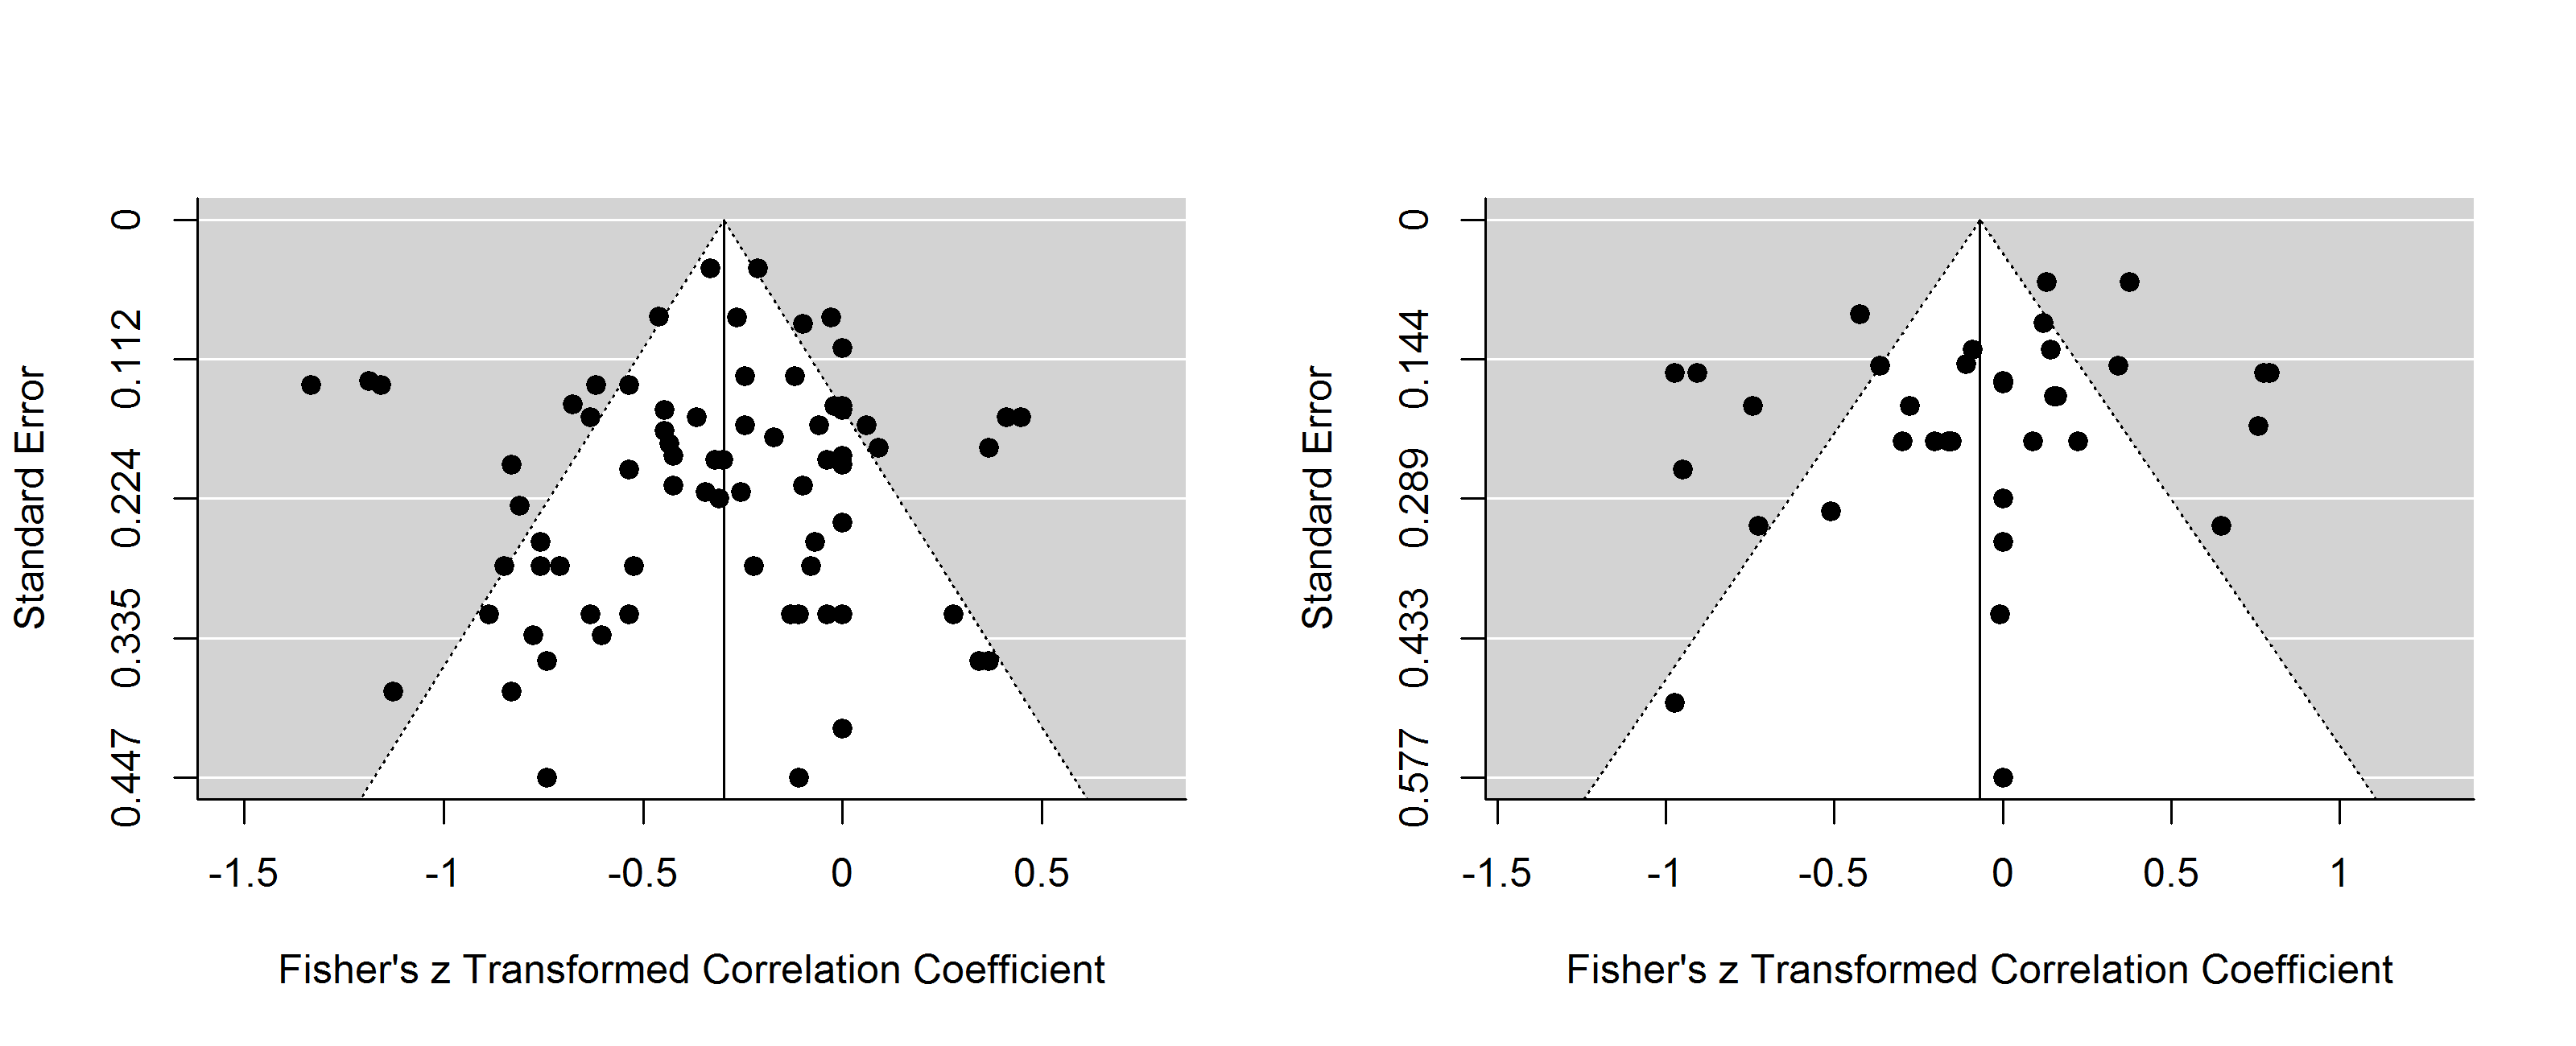 Standard Error
0
0.112
0.224
0.335
0.447
-1.5 -1 -0.5 0 0.5
Fisher's z Transformed Correlation Coefficient
Standard Error
0
0.144
0.289
0.433
0.577
-1.5 -1 -0.5 0 0.5 1
Fisher's z Transformed Correlation Coefficient